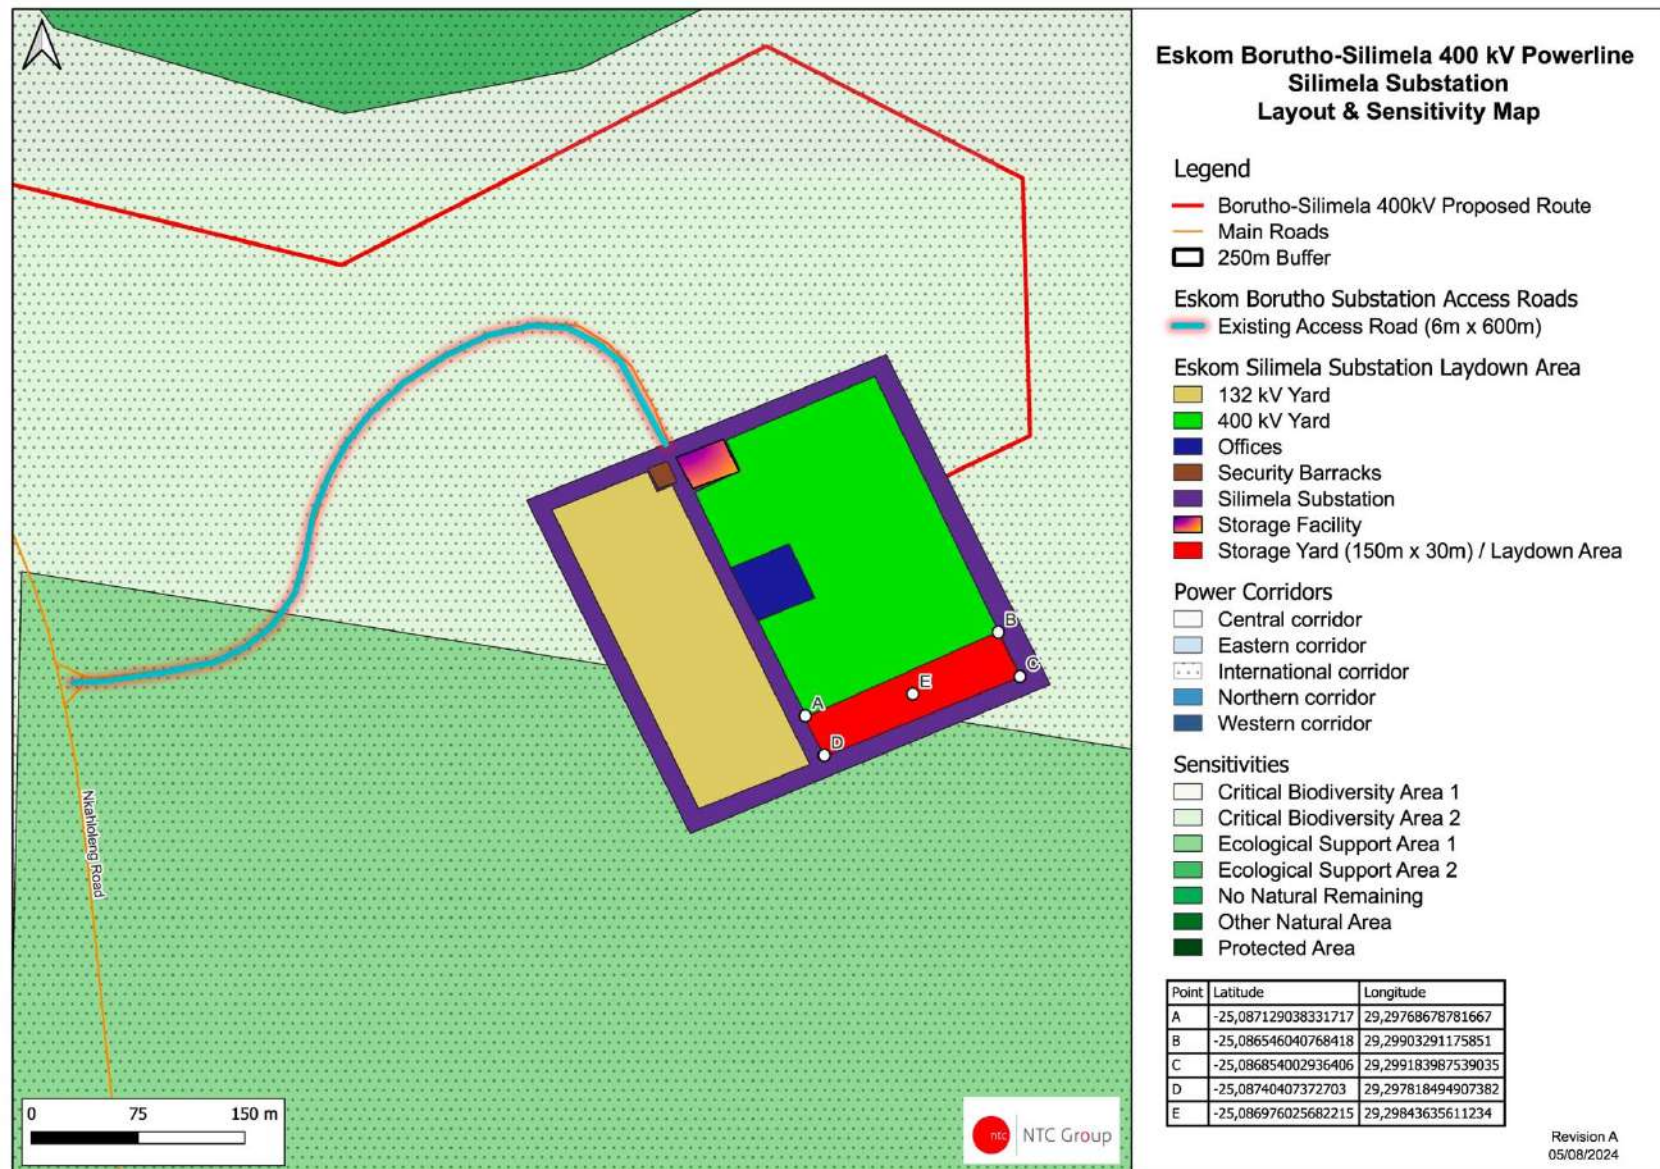 Eskom Borutho-Silimela 400 kV Powerline
Silimela Substation
Layout & Sensitivity Map
Legend
Borutho-Silimela 400kV Proposed Route
Main Roads
250m Buffer
Eskom Borutho Substation Access Roads
Existing Access Road (6m x 600m)
Eskom Silimela Substation Laydown Area
132 kV Yard
400 kV Yard
Offices
Security Barracks
Silimela Substation
Storage Facility
Storage Yard (150m x 30m) / Laydown Area
Power Corridors
Central corridor
Eastern corridor
International corridor
Northern corridor
Western corridor
Sensitivities
Critical Biodiversity Area 1
Critical Biodiversity Area 2
Ecological Support Area 1
Ecological Support Area 2
No Natural Remaining
Other Natural Area
Protected Area
Point Latitude Longitude
A -25,087129038331717 29,29768678781667
B -25,086546040768418 29,29903291175851
C -25,086854002936406 29,299183987539035
D -25,08740407372703 29,297818494907382
E -25,086976025682215 29,29843635611234
Revision A
05/08/2024
B
C
E
A
D
Nkahloleng Road
0 75 150 m
ntc NTC Group